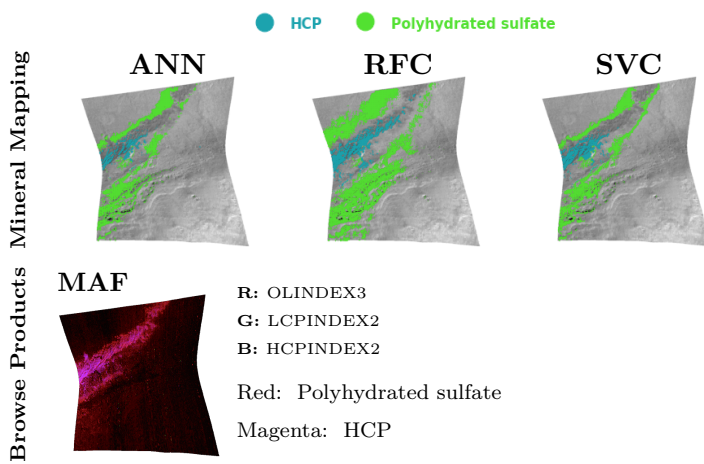 HCP Polyhydrated sulfate
ANN RFC SVC
Mineral Mapping
Browse Products
MAF
R: OLINDEX3
G: LCPINDEX2
B: HCPINDEX2
Red: Polyhydrated sulfate
Magenta: HCP